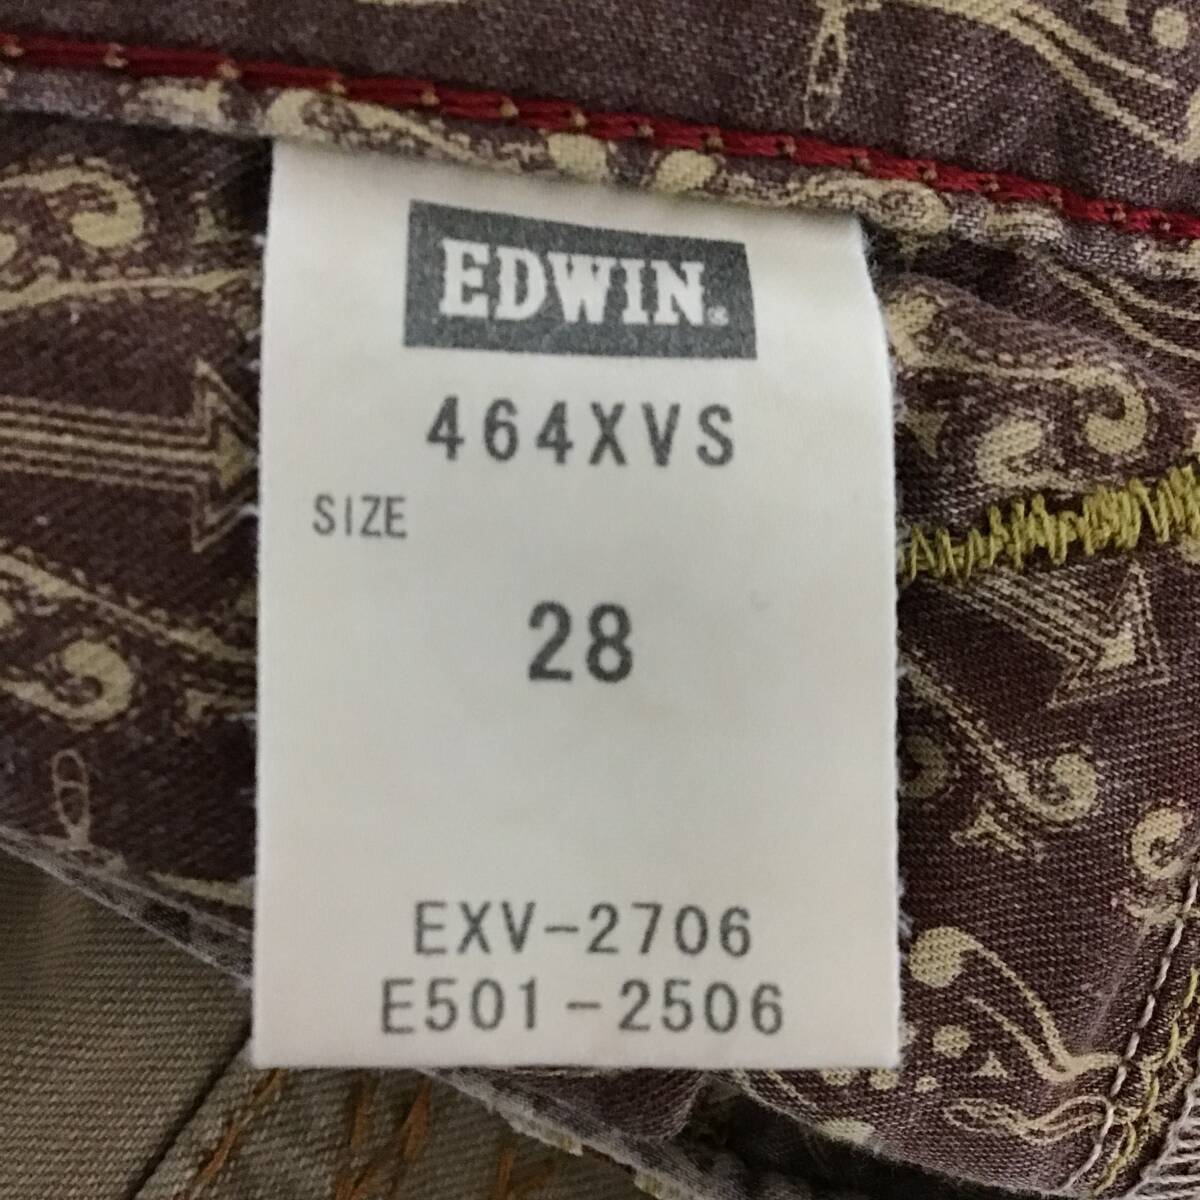 EDWIN®
464XVS
SIZE
28
EXV-2706
E501-2506